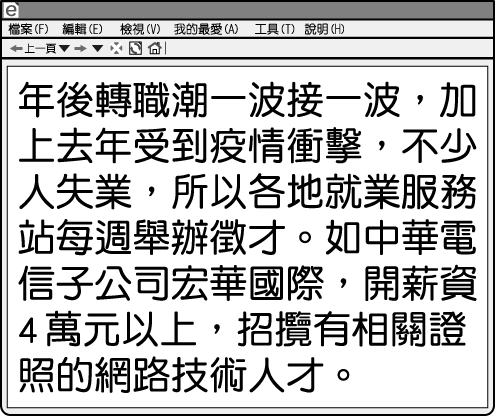 e
檔案(F) 編輯(E) 檢視(V) 我的最愛(A) 工具(T) 說明(H)
上一頁
年後轉職潮一波接一波，加
上去年受到疫情衝擊，不少
人失業，所以各地就業服務
站每週舉辦徵才。如中華電
信子公司宏華國際，開薪資
4萬元以上，招攬有相關證
照的網路技術人才。